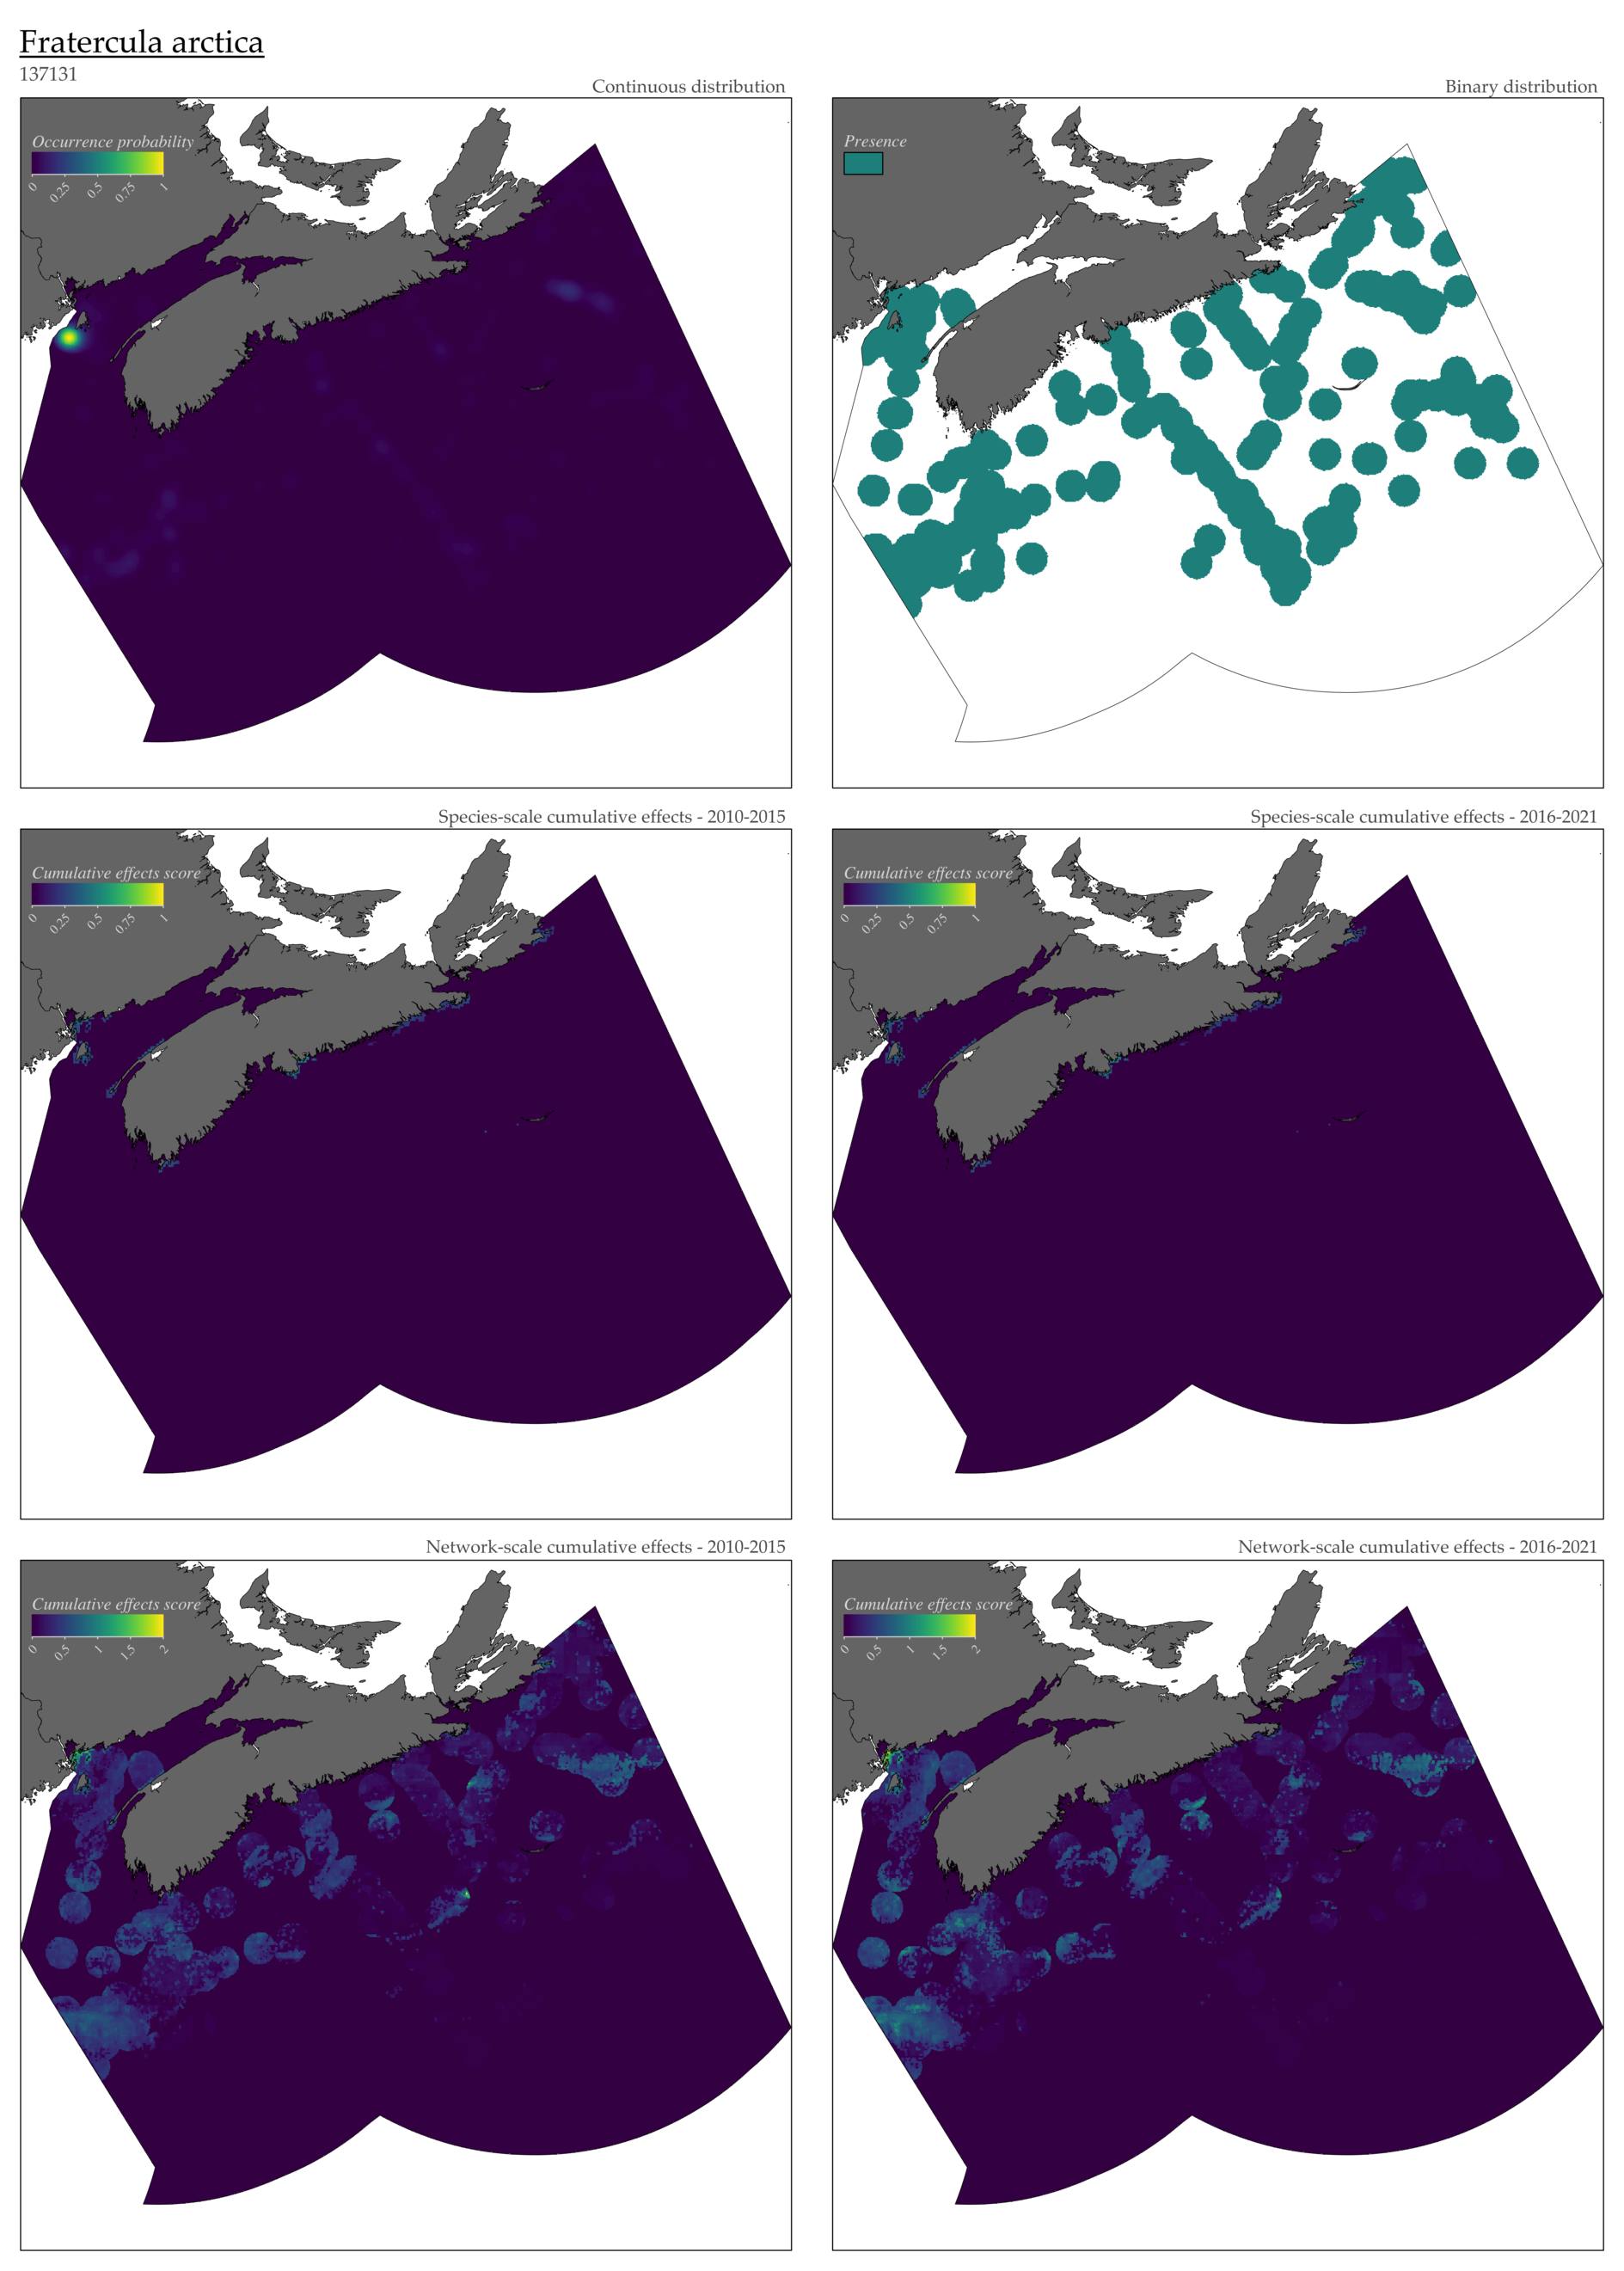 Fratercula arctica
137131
Continuous distribution
Occurrence probability
0 0.25 0.5 0.75 1
Binary distribution
Presence
Species-scale cumulative effects - 2010-2015
Cumulative effects score
0 0.25 0.5 0.75 1
Species-scale cumulative effects - 2016-2021
Cumulative effects score
0 0.25 0.5 0.75 1
Network-scale cumulative effects - 2010-2015
Cumulative effects score
0 0.5 1 1.5 2
Network-scale cumulative effects - 2016-2021
Cumulative effects score
0 0.5 1 1.5 2